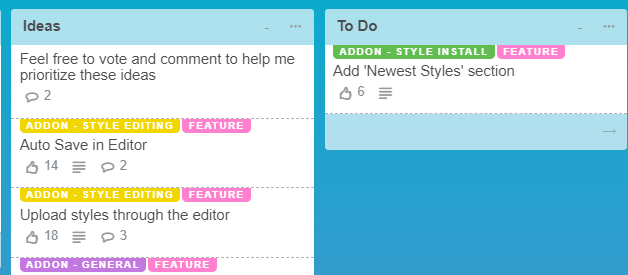 Ideas
Feel free to vote and comment to help me
prioritize these ideas
2
ADDON - STYLE EDITING FEATURE
Auto Save in Editor
14 2
ADDON - STYLE EDITING FEATURE
Upload styles through the editor
18 3
ADDON - GENERAL FEATURE
To Do
ADDON - STYLE INSTALL FEATURE
Add 'Newest Styles' section
6